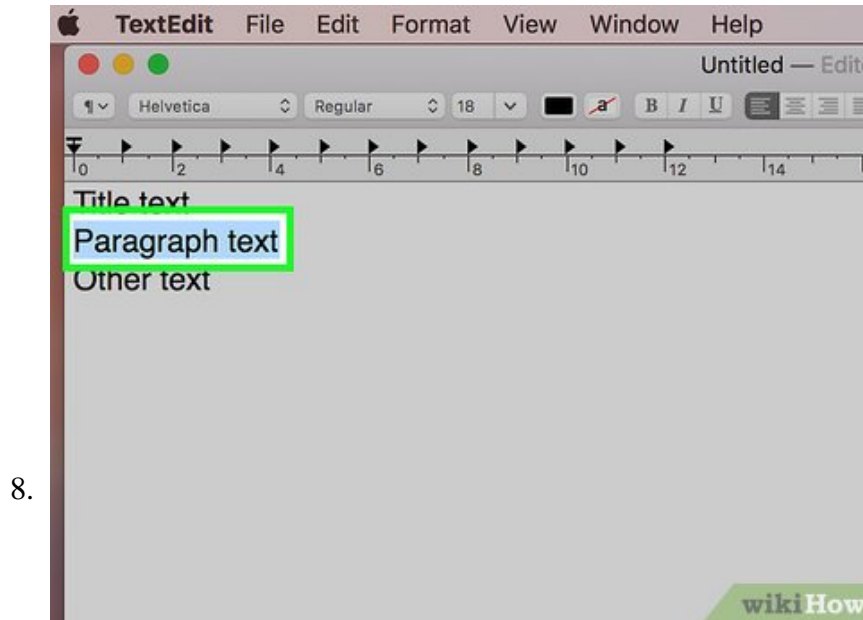 TextEdit File Edit Format View Window Help
Untitled — Edit
¶ Helvetica Regular 18 a B I U
0 2 4 6 8 10 12 14
Title text
Paragraph text
Other text
8.
wikiHow